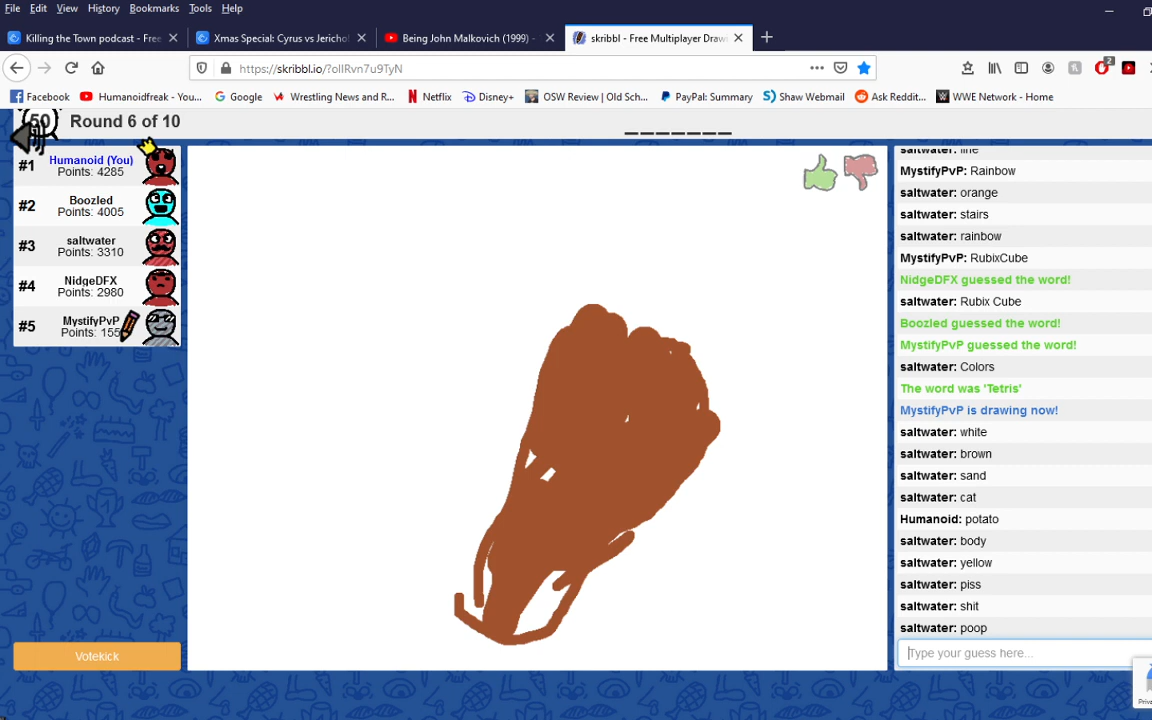 File Edit View History Bookmarks Tools Help
Killing the Town podcast - Free
Xmas Special: Cyrus vs Jericho!
Being John Malkovich (1999) -
skribbl - Free Multiplayer Draw
https://skribbl.io/?olIRvn7u9TyN
2
Facebook Humanoidfreak - You... Google Wrestling News and R... Netflix Disney+ OSW Review | Old Sch... PayPal: Summary Shaw Webmail Ask Reddit... WWE Network - Home
50 Round 6 of 10 _ _ _ _ _ _ _
#1 Humanoid (You)
Points: 4285
#2 Boozled
Points: 4005
#3 saltwater
Points: 3310
#4 NidgeDFX
Points: 2980
#5 MystifyPvP
Points: 155
Votekick
saltwater: line
MystifyPvP: Rainbow
saltwater: orange
saltwater: stairs
saltwater: rainbow
MystifyPvP: RubixCube
NidgeDFX guessed the word!
saltwater: Rubix Cube
Boozled guessed the word!
MystifyPvP guessed the word!
saltwater: Colors
The word was 'Tetris'
MystifyPvP is drawing now!
saltwater: white
saltwater: brown
saltwater: sand
saltwater: cat
Humanoid: potato
saltwater: body
saltwater: yellow
saltwater: piss
saltwater: shit
saltwater: poop
Type your guess here...
Priva